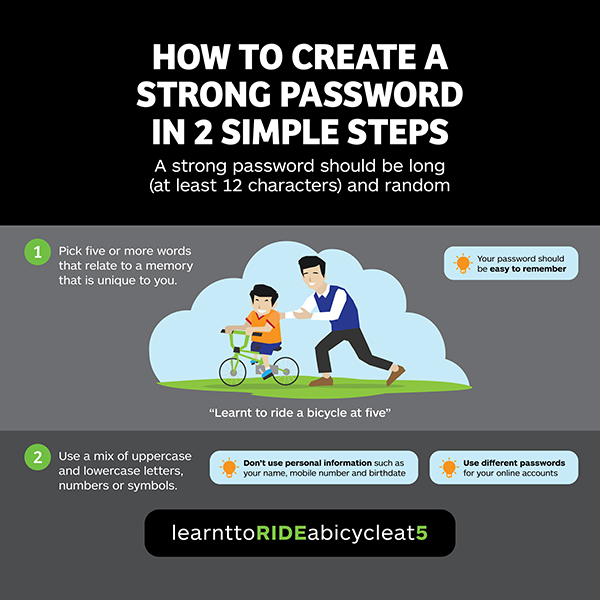 HOW TO CREATE A
STRONG PASSWORD
IN 2 SIMPLE STEPS
A strong password should be long
(at least 12 characters) and random
1
Pick five or more words
that relate to a memory
that is unique to you.
Your password should
be easy to remember
"Learnt to ride a bicycle at five"
2
Use a mix of uppercase
and lowercase letters,
numbers or symbols.
Don't use personal information such as
your name, mobile number and birthdate
Use different passwords
for your online accounts
learnttoRIDEabicycleat5